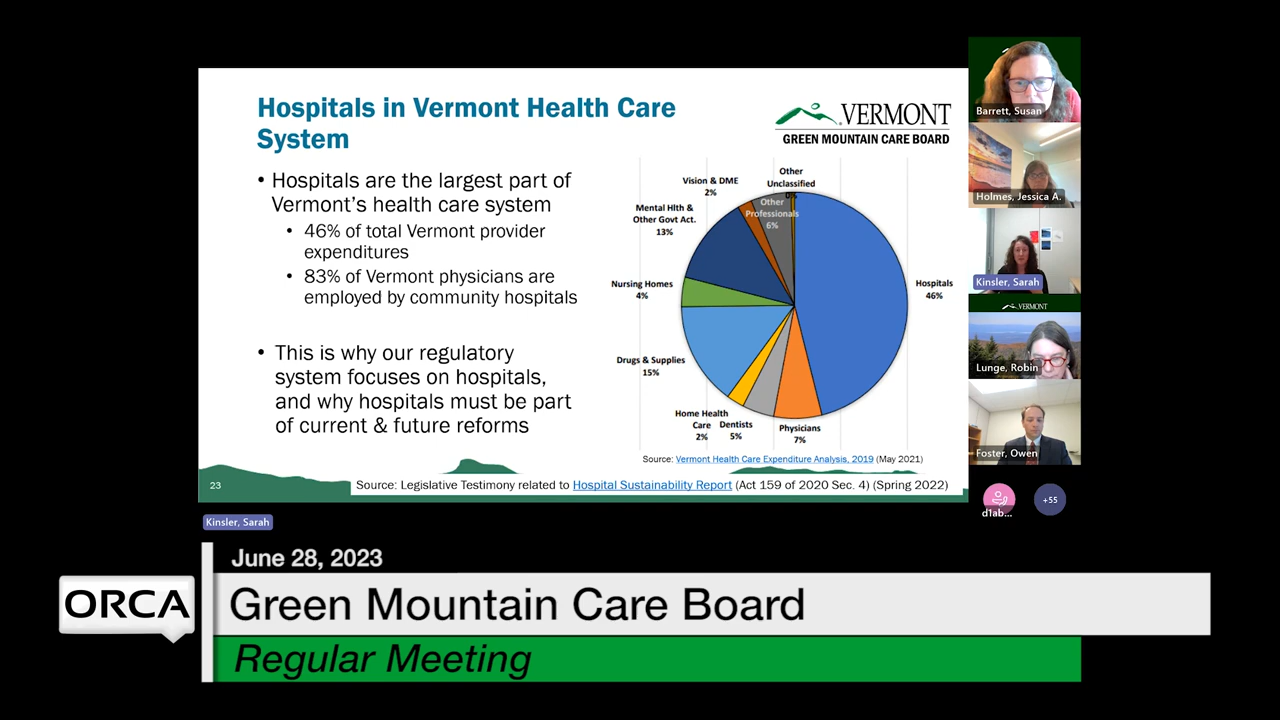 Hospitals in Vermont Health Care
System
VERMONT
GREEN MOUNTAIN CARE BOARD
• Hospitals are the largest part of
Vermont’s health care system
• 46% of total Vermont provider
expenditures
• 83% of Vermont physicians are
employed by community hospitals
• This is why our regulatory
system focuses on hospitals,
and why hospitals must be part
of current & future reforms
Other
Unclassified
Vision & DME
2%
Other
Professionals
6%
Mental Hlth &
Other Govt Act.
13%
Nursing Homes
4%
Hospitals
46%
Drugs & Supplies
15%
Home Health
Care
2%
Dentists
5%
Physicians
7%
Source: Vermont Health Care Expenditure Analysis, 2019 (May 2021)
23
Source: Legislative Testimony related to Hospital Sustainability Report (Act 159 of 2020 Sec. 4) (Spring 2022)
Barrett, Susan
Holmes, Jessica A.
Kinsler, Sarah
VERMONT
Lunge, Robin
Foster, Owen
d1ab...
+55
Kinsler, Sarah
June 28, 2023
ORCA
Green Mountain Care Board
Regular Meeting